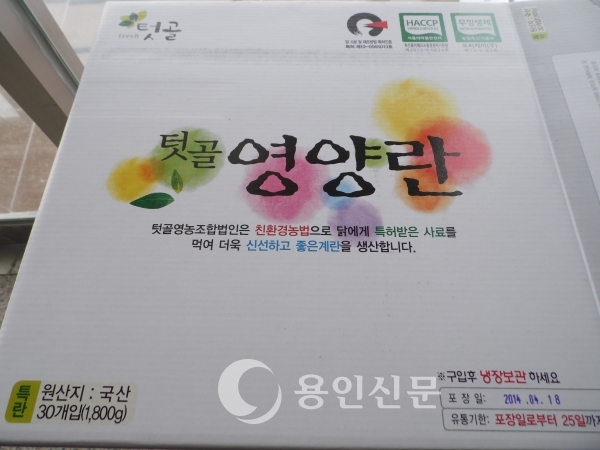 텃골
fresh
HACCP
무항생제
텃골 영양란
텃골영농조합법인은 친환경농법으로 닭에게 특허받은 사료를
먹여 더욱 신선하고 좋은계란을 생산합니다.
특란
원산지 : 국산
30개입(1,800g)
용인신문
※구입후 냉장보관 하세요
포 장 일: 2014.04.18
유통기한: 포장일로부터 25일까지